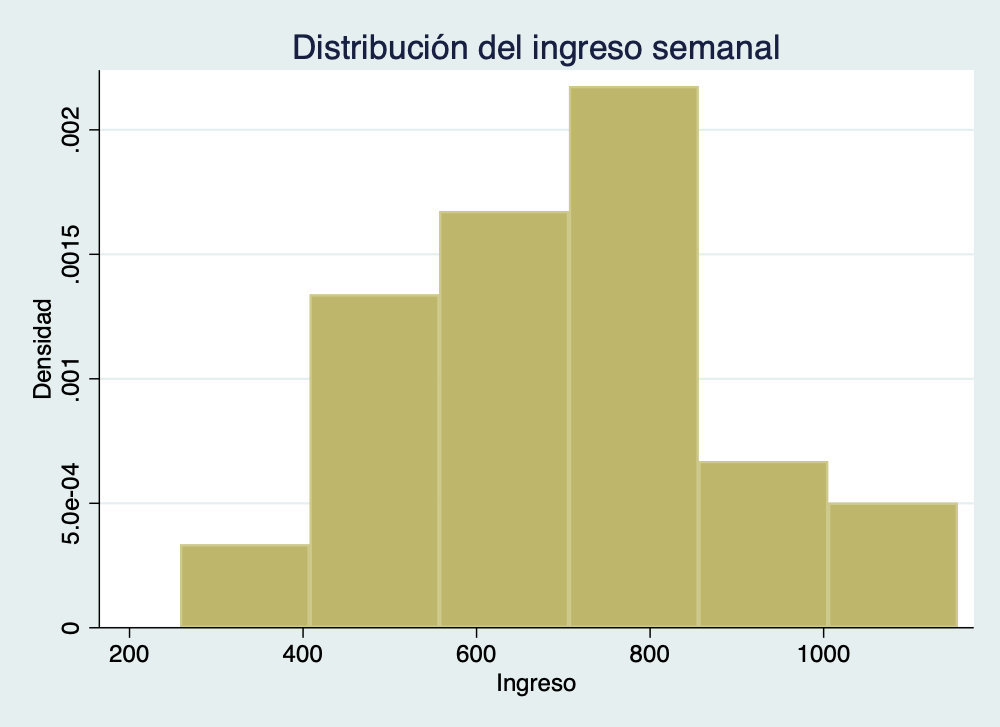 Distribución del ingreso semanal
Densidad
.002
.0015
.001
5.0e-04
0
200 400 600 800 1000
Ingreso